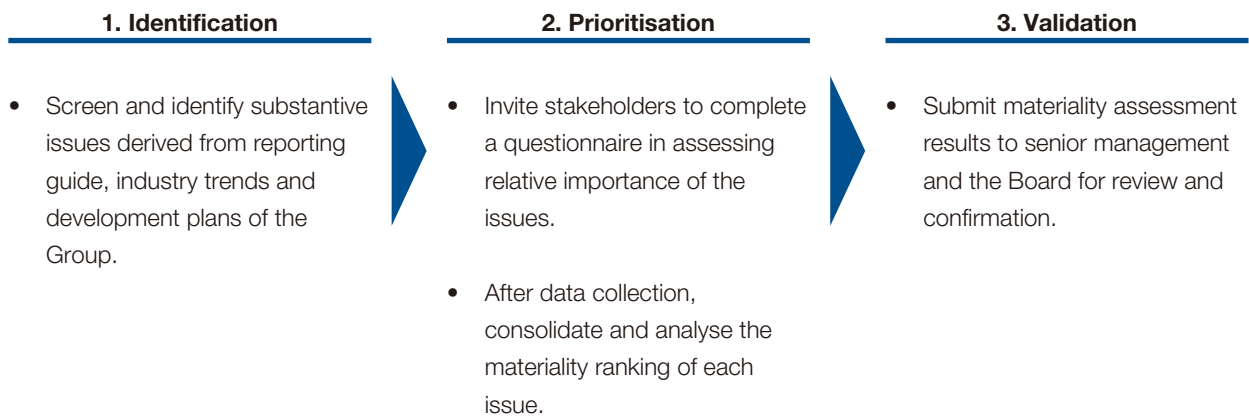 1. Identification
• Screen and identify substantive
issues derived from reporting
guide, industry trends and
development plans of the
Group.
2. Prioritisation
• Invite stakeholders to complete
a questionnaire in assessing
relative importance of the
issues.
• After data collection,
consolidate and analyse the
materiality ranking of each
issue.
3. Validation
• Submit materiality assessment
results to senior management
and the Board for review and
confirmation.